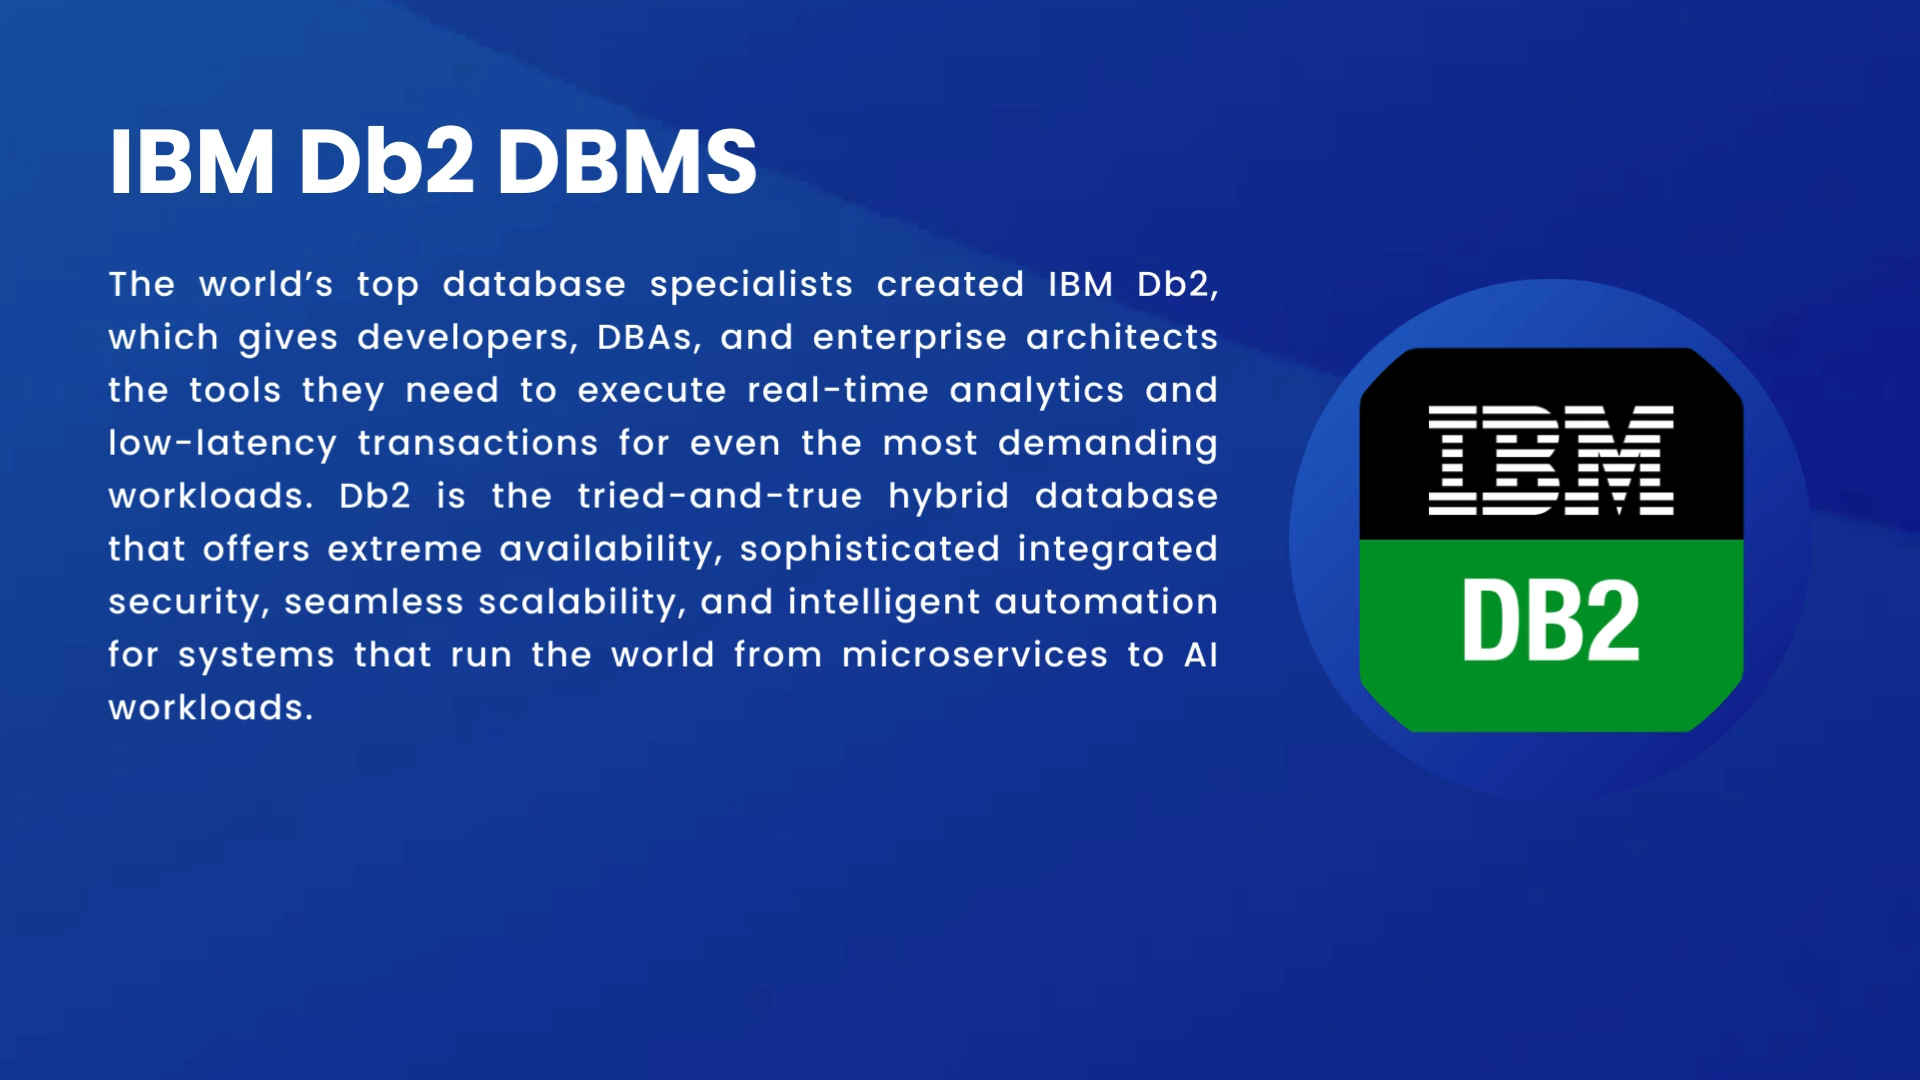 IBM Db2 DBMS
The world’s top database specialists created IBM Db2,
which gives developers, DBAs, and enterprise architects
the tools they need to execute real-time analytics and
low-latency transactions for even the most demanding
workloads. Db2 is the tried-and-true hybrid database
that offers extreme availability, sophisticated integrated
security, seamless scalability, and intelligent automation
for systems that run the world from microservices to AI
workloads.
IBM
DB2